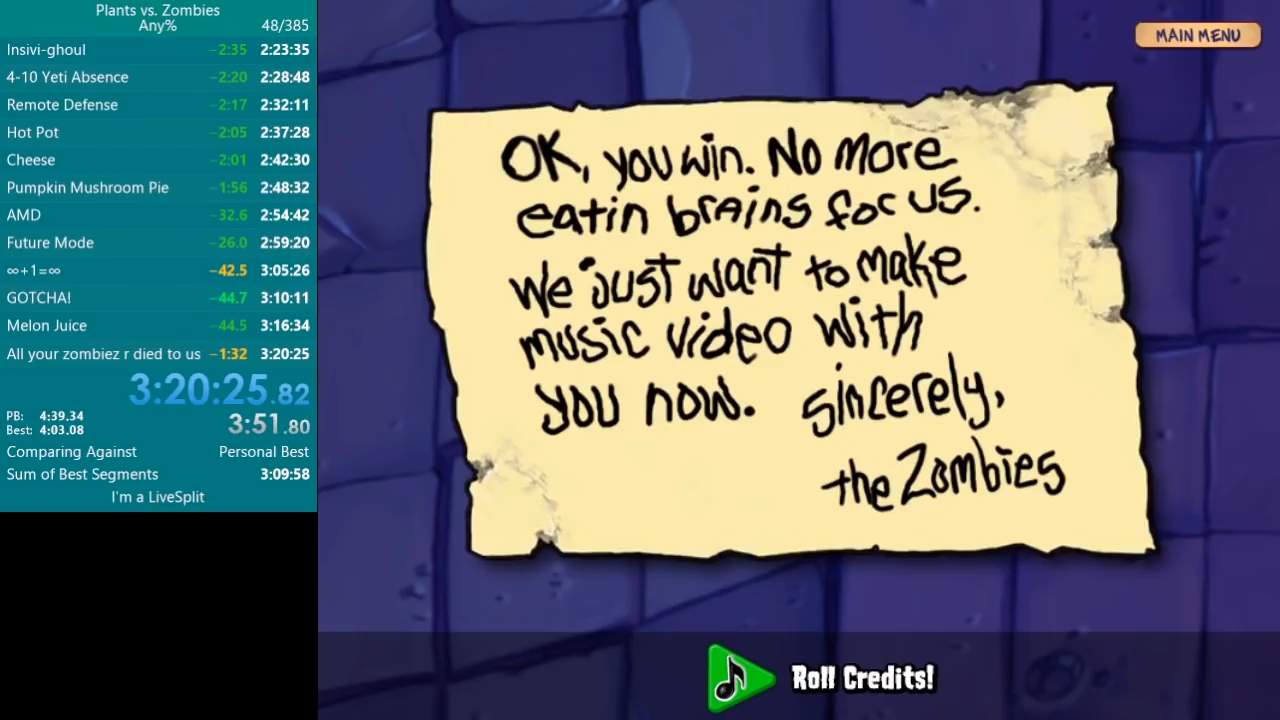 Plants vs. Zombies
Any% 48/385
Insivi-ghoul -2:35 2:23:35
4-10 Yeti Absence -2:20 2:28:48
Remote Defense -2:17 2:32:11
Hot Pot -2:05 2:37:28
Cheese -2:01 2:42:30
Pumpkin Mushroom Pie -1:56 2:48:32
AMD -32.6 2:54:42
Future Mode -26.0 2:59:20
∞+1=∞ -42.5 3:05:26
GOTCHA! -44.7 3:10:11
Melon Juice -44.5 3:16:34
All your zombiez r died to us -1:32 3:20:25
3:20:25.82
PB: 4:39.34
Best: 4:03.08
3:51.80
Comparing Against Personal Best
Sum of Best Segments 3:09:58
I'm a LiveSplit
MAIN MENU
OK, you win. No more
eatin brains for us.
We just want to make
music video with
you now. sincerely,
the Zombies
Roll Credits!